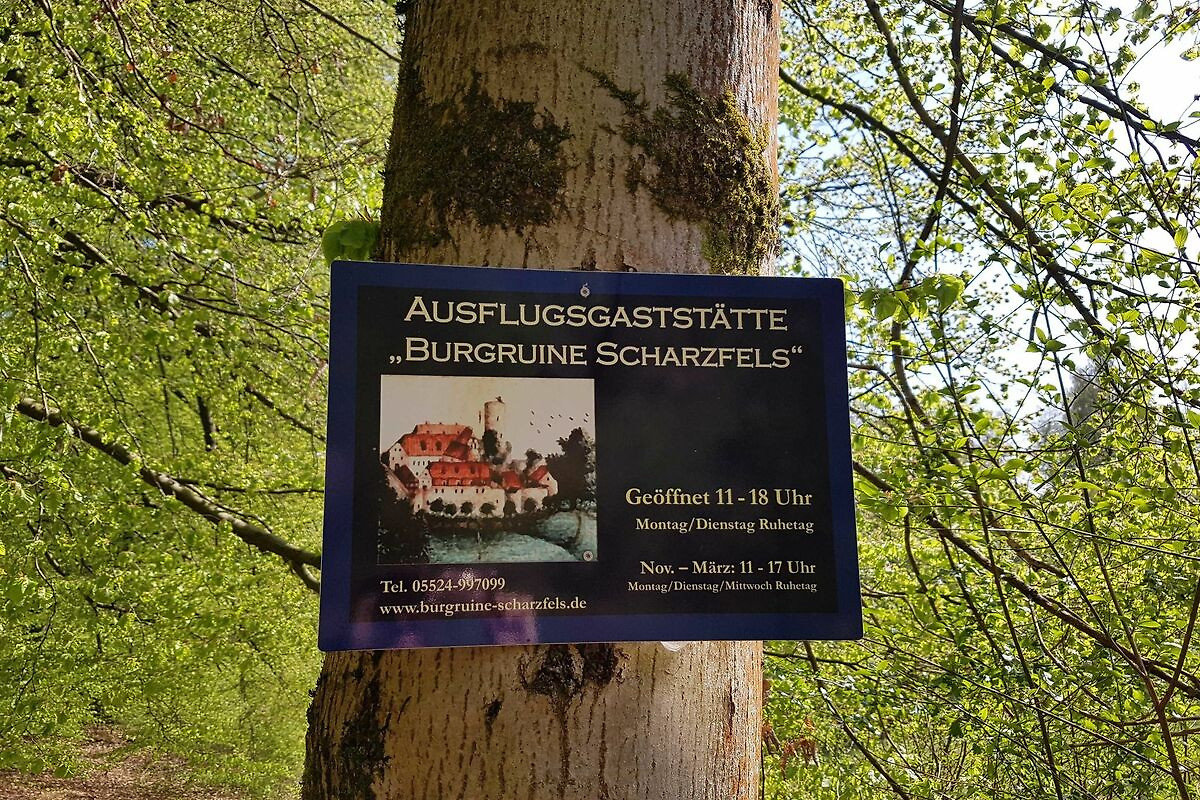 AUSFLUGSGASTSTÄTTE
„BURGRUINE SCHARZFELS“
Geöffnet 11 - 18 Uhr
Montag/Dienstag Ruhetag
Nov. – März: 11 - 17 Uhr
Montag/Dienstag/Mittwoch Ruhetag
Tel. 05524-997099
www.burgruine-scharzfels.de